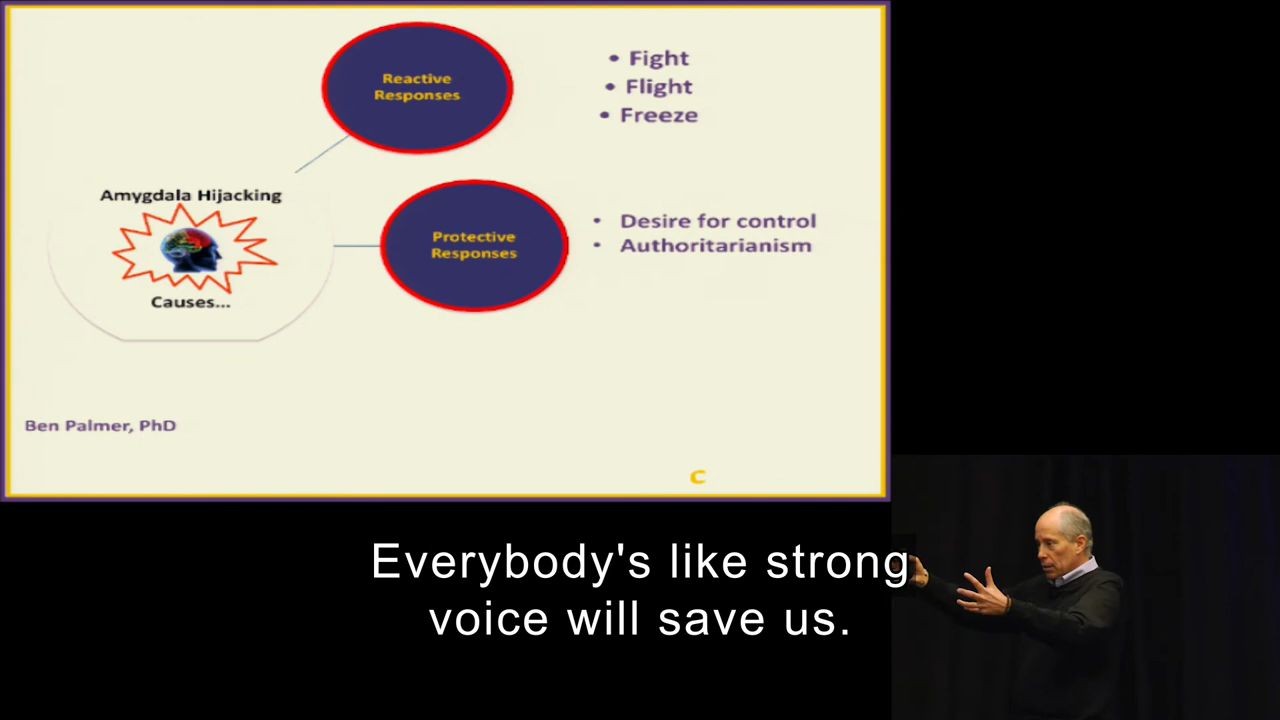 Reactive
Responses
• Fight
• Flight
• Freeze
Amygdala Hijacking
Causes...
Protective
Responses
• Desire for control
• Authoritarianism
Ben Palmer, PhD
C
Everybody's like strong
voice will save us.